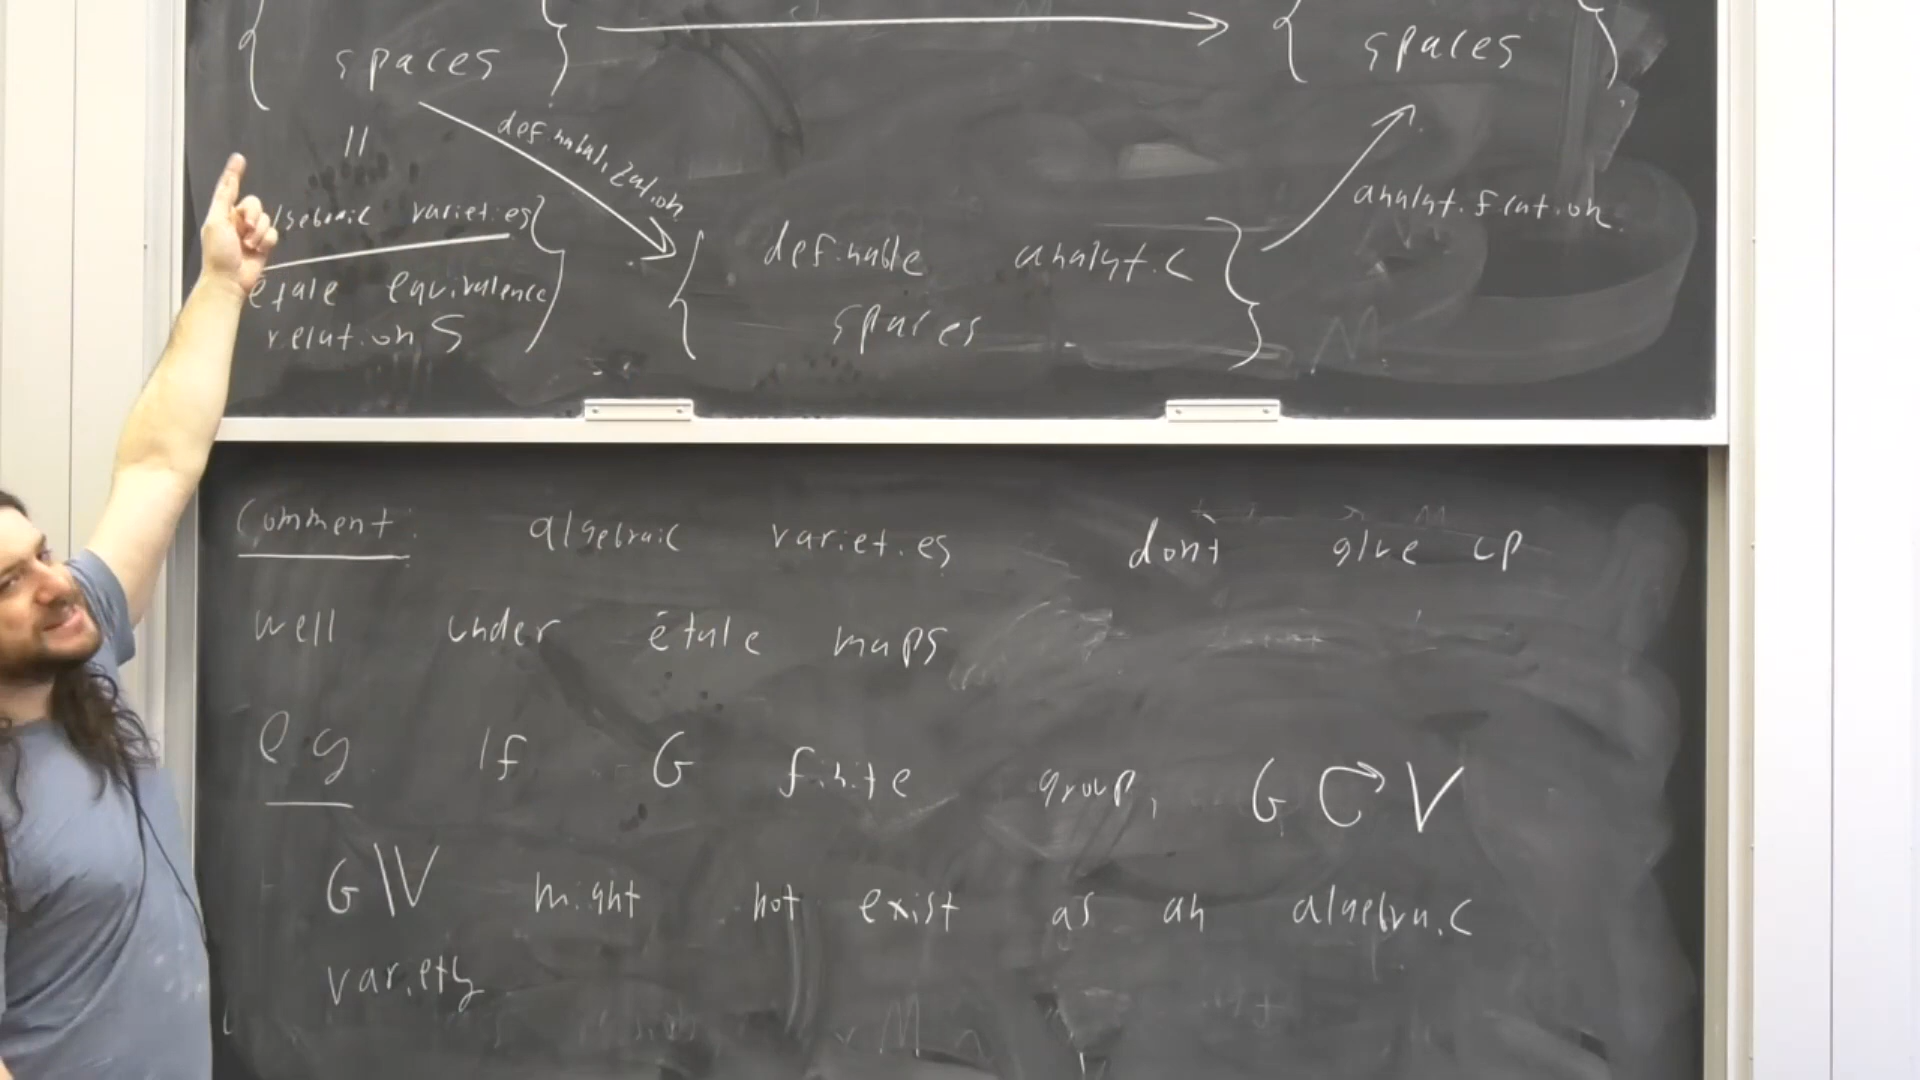 { spaces } → { spaces }
||
definabilization
analytification
algebraic varieties
étale equivalence
relations
{ definable analytic
spaces }
Comment: algebraic varieties dont glue up
well under étale maps
e.g. If G finite group, G ⟳ V
G\V might not exist as an algebraic
variety